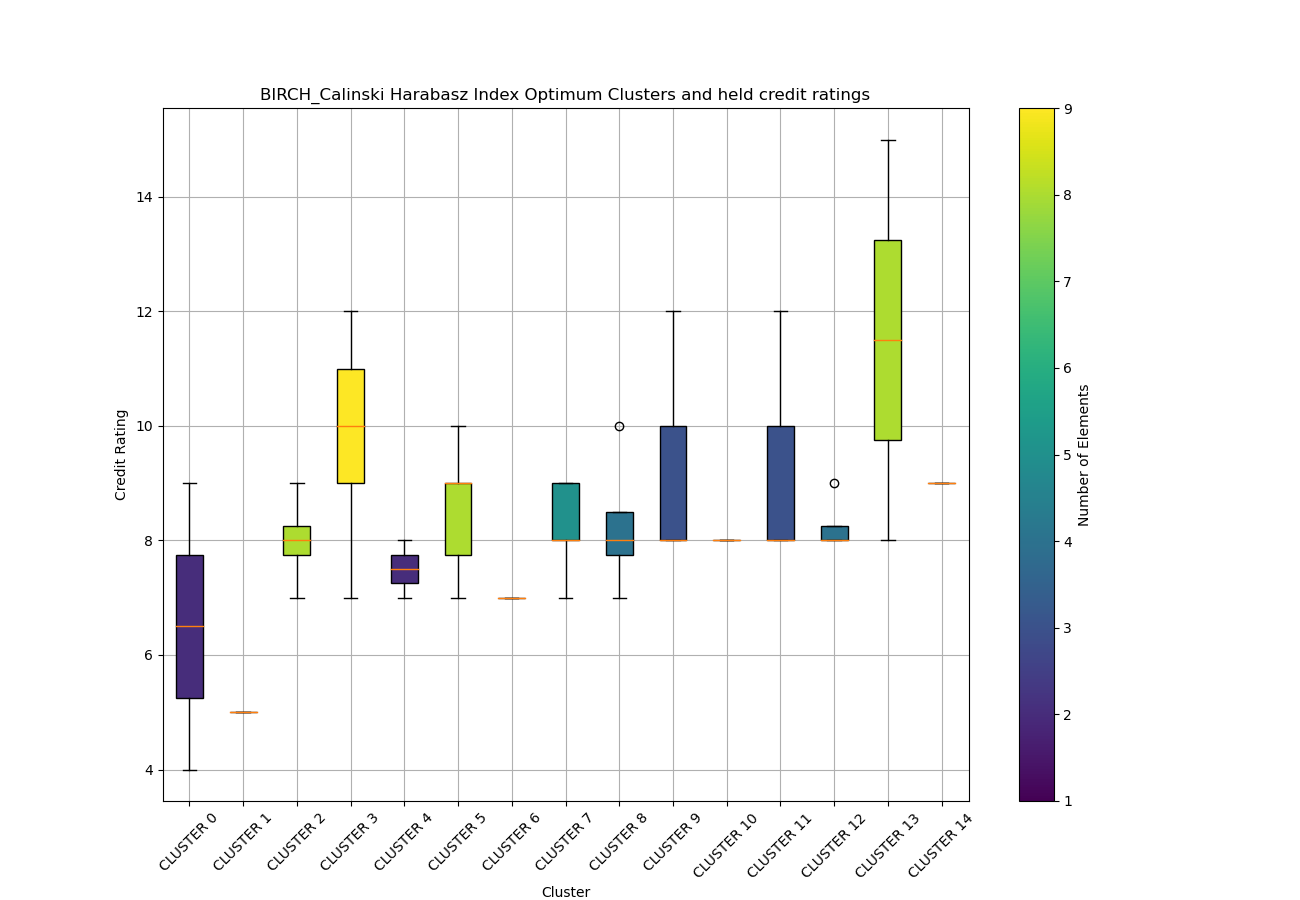 BIRCH_Calinski Harabasz Index Optimum Clusters and held credit ratings
14
12
10
8
6
4
Credit Rating
CLUSTER 0
CLUSTER 1
CLUSTER 2
CLUSTER 3
CLUSTER 4
CLUSTER 5
CLUSTER 6
CLUSTER 7
CLUSTER 8
CLUSTER 9
CLUSTER 10
CLUSTER 11
CLUSTER 12
CLUSTER 13
CLUSTER 14
Cluster
9
8
7
6
5
4
3
2
1
Number of Elements